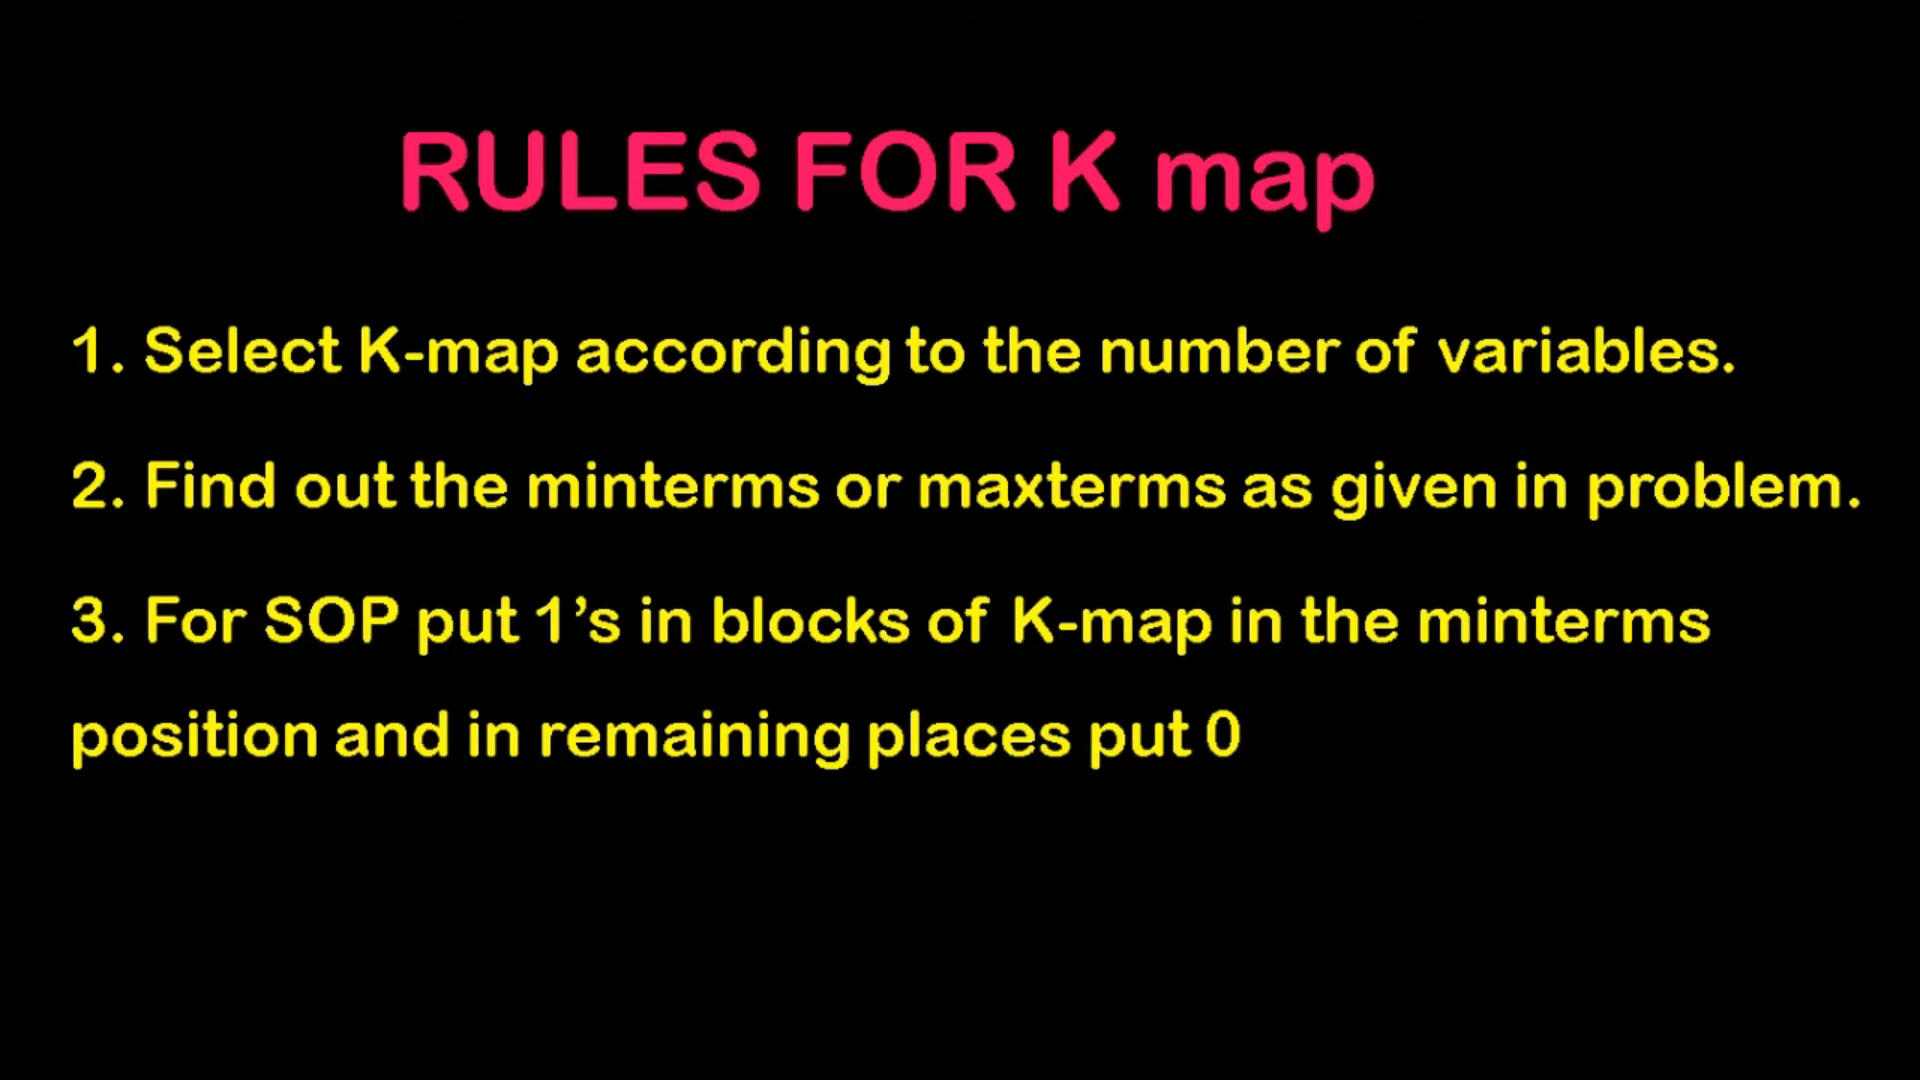 RULES FOR K map
1. Select K-map according to the number of variables.
2. Find out the minterms or maxterms as given in problem.
3. For SOP put 1’s in blocks of K-map in the minterms
position and in remaining places put 0